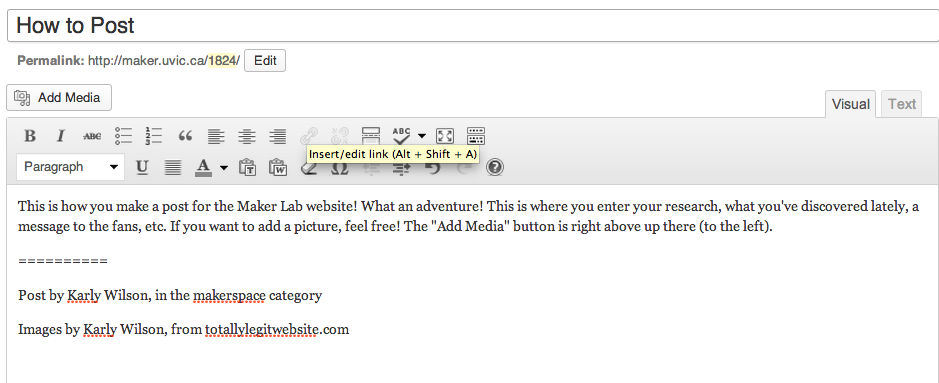 How to Post
Permalink: http://maker.uvic.ca/1824/ Edit
Add Media
Visual Text
B I ABC ABC
Insert/edit link (Alt + Shift + A)
Paragraph U A T W Ω ?
This is how you make a post for the Maker Lab website! What an adventure! This is where you enter your research, what you've discovered lately, a
message to the fans, etc. If you want to add a picture, feel free! The "Add Media" button is right above up there (to the left).
==========
Post by Karly Wilson, in the makerspace category
Images by Karly Wilson, from totallylegitwebsite.com